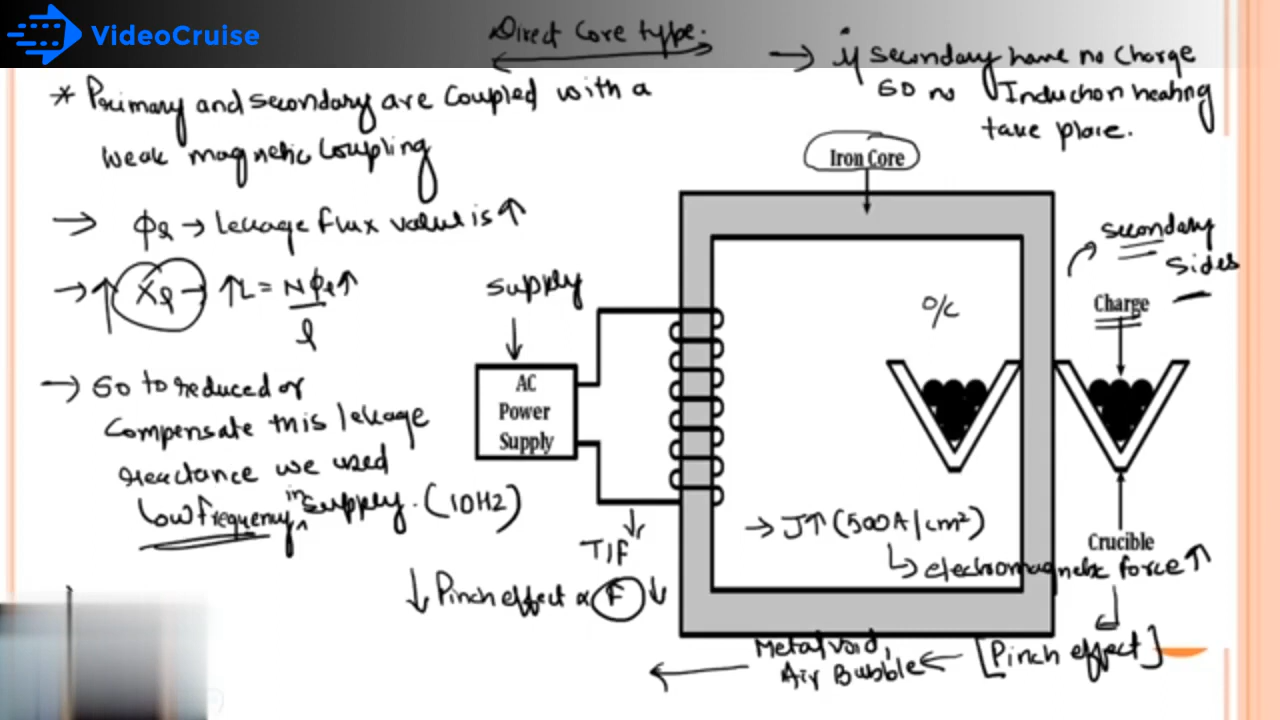 VideoCruise
Direct Core type.
* Primary and secondary are coupled with a
weak magnetic coupling
→ φl → leakage flux value is ↑
→ ↑ Xl → ↑L = Nφl↑ / l
→ So to reduced or
compensate this leakage
reactance we used
low frequency in supply. (10HZ)
→ if secondary have no charge
so no Induction heating
take place.
Iron Core
secondary
sides
supply
o/c
Charge
AC
Power
Supply
→ J↑ (500A/cm²)
Crucible
T/F
↳ electromagnetic force ↑
↓ Pinch effect ∝ F ↓
Metal void,
Air Bubble ← [Pinch effect]